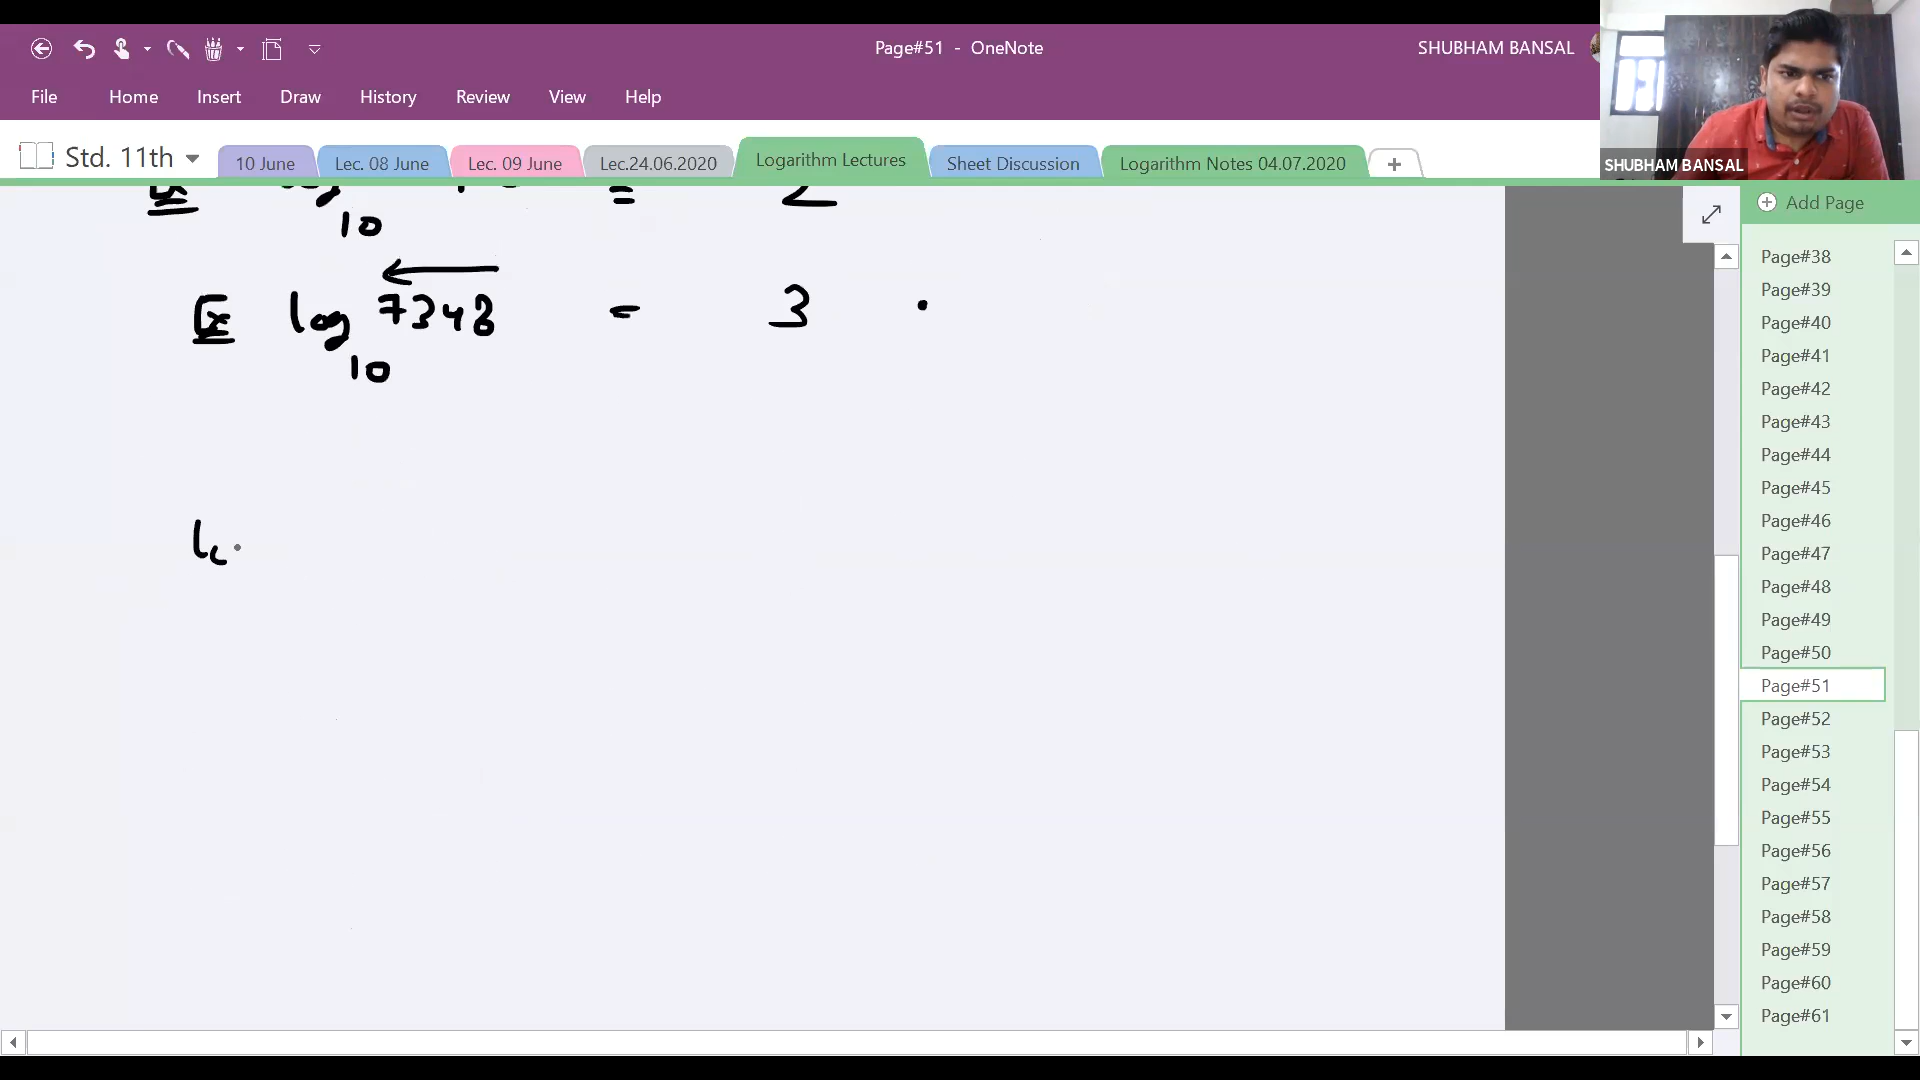 Page#51 - OneNote
SHUBHAM BANSAL
File Home Insert Draw History Review View Help
Std. 11th
10 June
Lec. 08 June
Lec. 09 June
Lec.24.06.2020
Logarithm Lectures
Sheet Discussion
Logarithm Notes 04.07.2020
SHUBHAM BANSAL
Add Page
Ex log 10 = 2
Ex log 10 7348 = 3 .
Page#38
Page#39
Page#40
Page#41
Page#42
Page#43
Page#44
Page#45
Page#46
Page#47
Page#48
Page#49
Page#50
Page#51
Page#52
Page#53
Page#54
Page#55
Page#56
Page#57
Page#58
Page#59
Page#60
Page#61